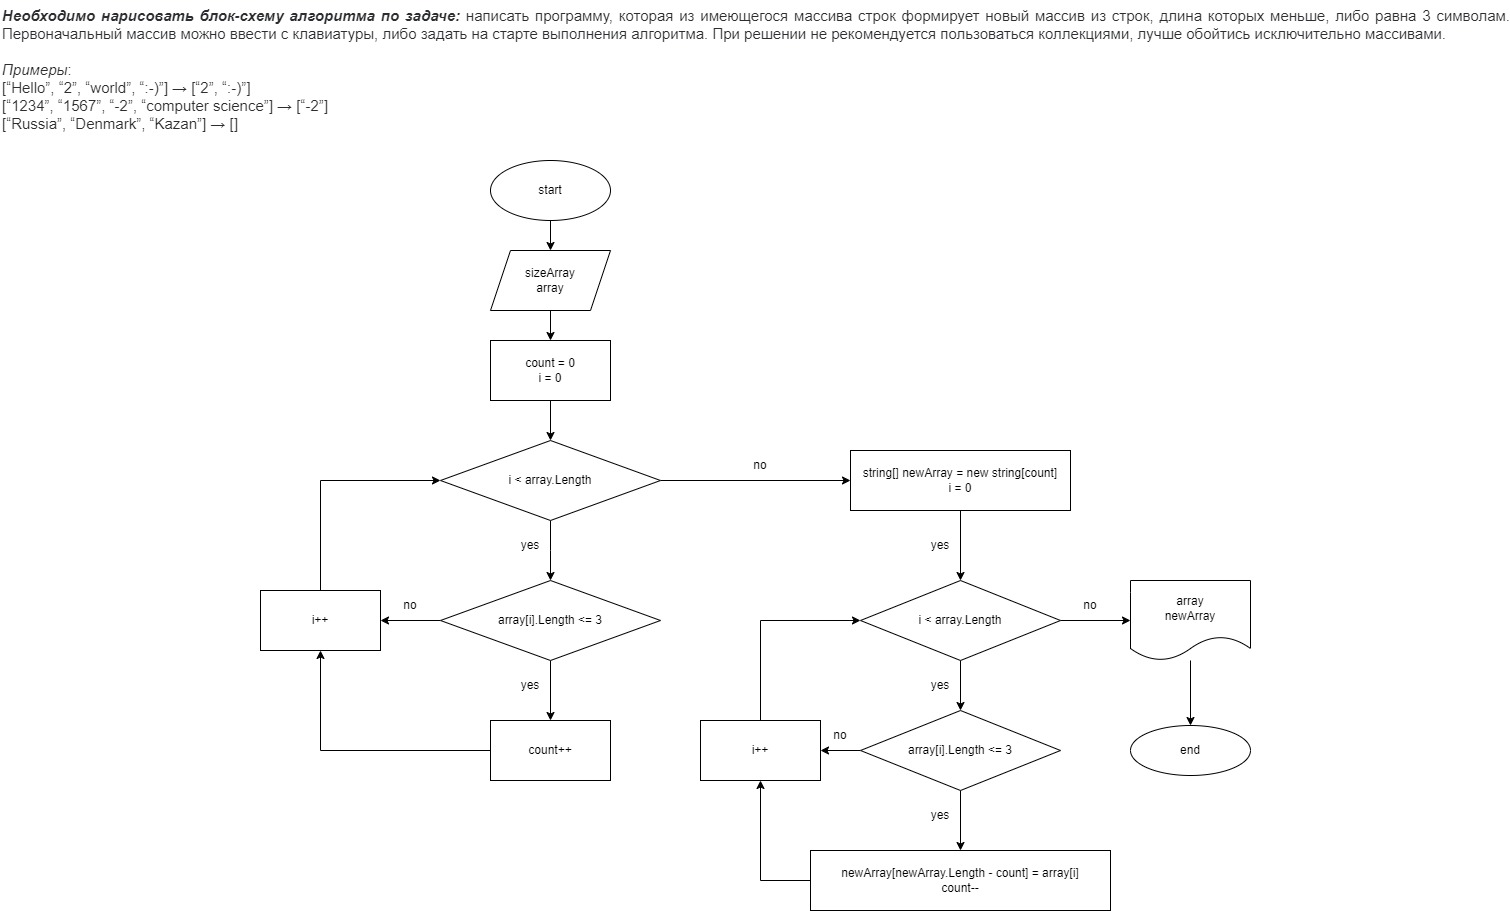 Необходимо нарисовать блок-схему алгоритма по задаче: написать программу, которая из имеющегося массива строк формирует новый массив из строк, длина которых меньше, либо равна 3 символам.
Первоначальный массив можно ввести с клавиатуры, либо задать на старте выполнения алгоритма. При решении не рекомендуется пользоваться коллекциями, лучше обойтись исключительно массивами.
Примеры:
[“Hello”, “2”, “world”, “:-)”] → [“2”, “:-)”]
[“1234”, “1567”, “-2”, “computer science”] → [“-2”]
[“Russia”, “Denmark”, “Kazan”] → []
start
sizeArray
array
count = 0
i = 0
i < array.Length
no
string[] newArray = new string[count]
i = 0
yes
yes
i++
no
array[i].Length <= 3
i < array.Length
no
array
newArray
yes
yes
count++
i++
no
array[i].Length <= 3
end
yes
newArray[newArray.Length - count] = array[i]
count--